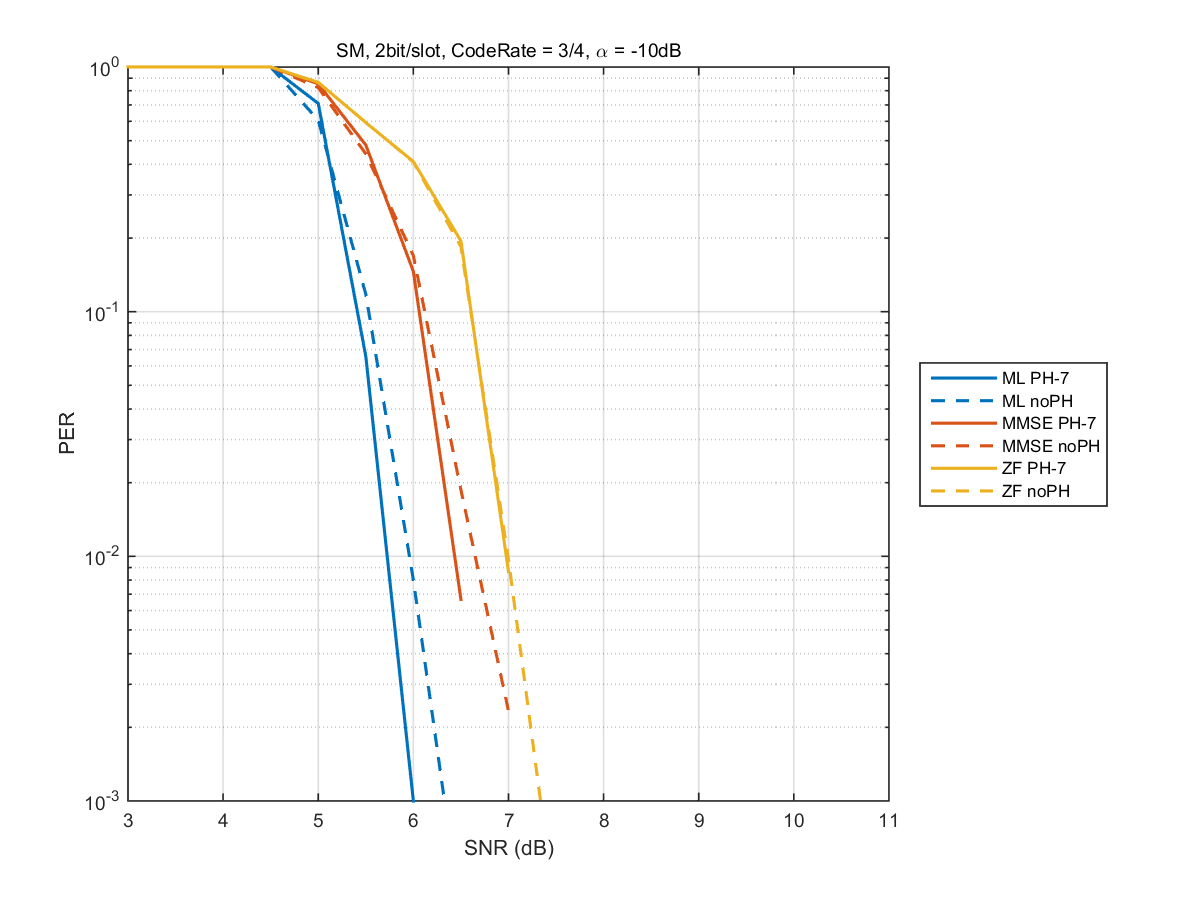 SM, 2bit/slot, CodeRate = 3/4, α = -10dB
10^0
10^-1
10^-2
10^-3
PER
3 4 5 6 7 8 9 10 11
SNR (dB)
ML PH-7
ML noPH
MMSE PH-7
MMSE noPH
ZF PH-7
ZF noPH